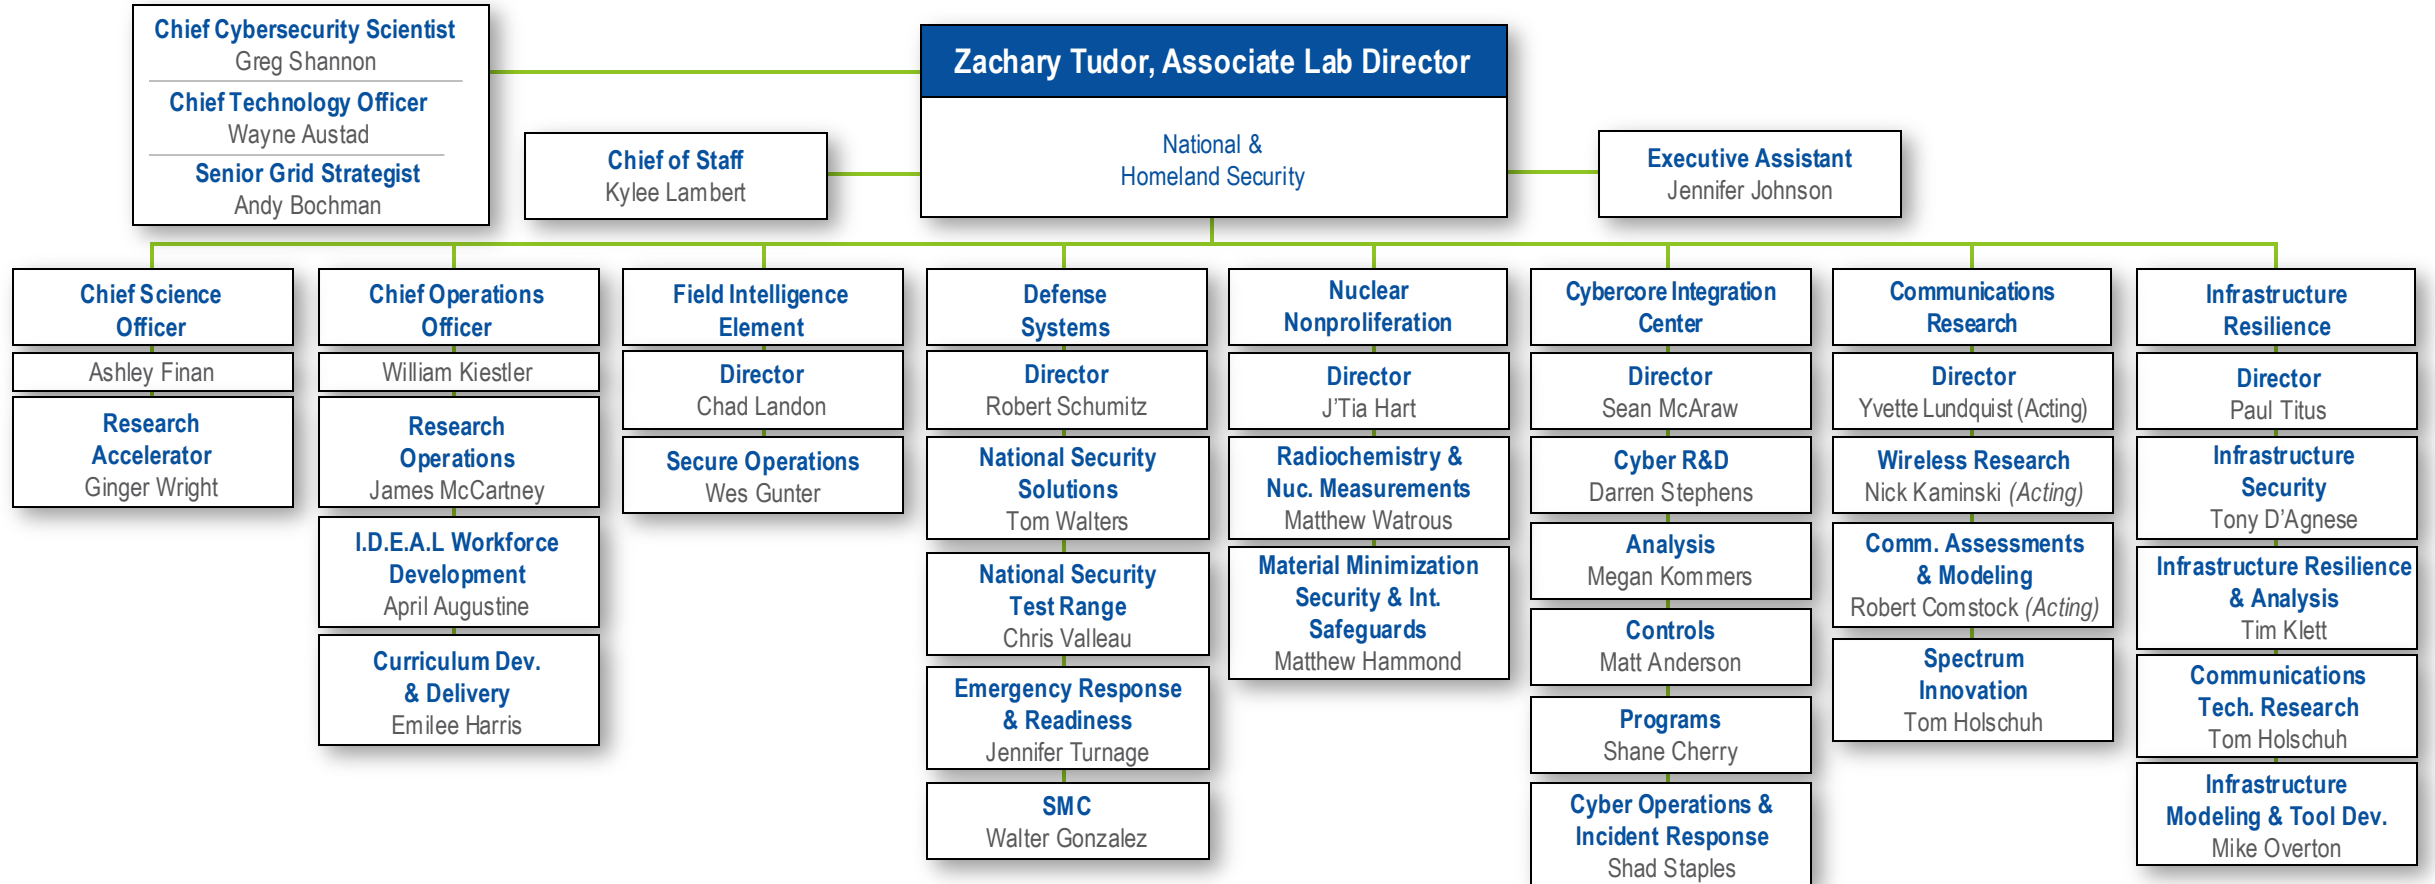 Chief Cybersecurity Scientist
Greg Shannon
Chief Technology Officer
Wayne Austad
Senior Grid Strategist
Andy Bochman
Chief of Staff
Kylee Lambert
Zachary Tudor, Associate Lab Director
National &
Homeland Security
Executive Assistant
Jennifer Johnson
Chief Science
Officer
Ashley Finan
Research
Accelerator
Ginger Wright
Chief Operations
Officer
William Kiestler
Research
Operations
James McCartney
I.D.E.A.L Workforce
Development
April Augustine
Curriculum Dev.
& Delivery
Emilee Harris
Field Intelligence
Element
Director
Chad Landon
Secure Operations
Wes Gunter
Defense
Systems
Director
Robert Schumitz
National Security
Solutions
Tom Walters
National Security
Test Range
Chris Valleau
Emergency Response
& Readiness
Jennifer Turnage
SMC
Walter Gonzalez
Nuclear
Nonproliferation
Director
J'Tia Hart
Radiochemistry &
Nuc. Measurements
Matthew Watrous
Material Minimization
Security & Int.
Safeguards
Matthew Hammond
Cybercore Integration
Center
Director
Sean McAraw
Cyber R&D
Darren Stephens
Analysis
Megan Kommers
Controls
Matt Anderson
Programs
Shane Cherry
Cyber Operations &
Incident Response
Shad Staples
Communications
Research
Director
Yvette Lundquist (Acting)
Wireless Research
Nick Kaminski (Acting)
Comm. Assessments
& Modeling
Robert Comstock (Acting)
Spectrum
Innovation
Tom Holschuh
Infrastructure
Resilience
Director
Paul Titus
Infrastructure
Security
Tony D'Agnese
Infrastructure Resilience
& Analysis
Tim Klett
Communications
Tech. Research
Tom Holschuh
Infrastructure
Modeling & Tool Dev.
Mike Overton